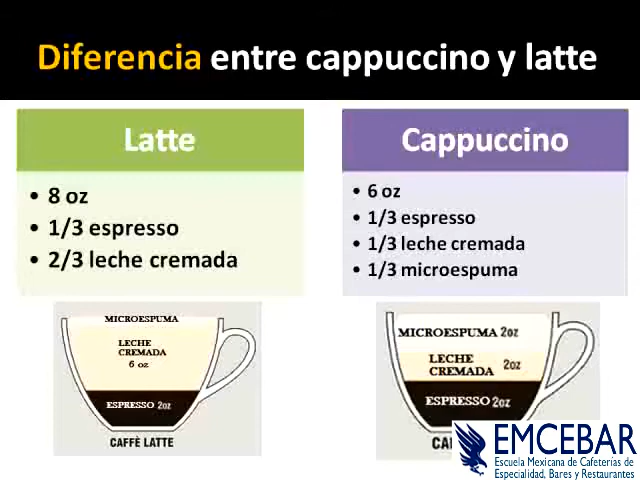 Diferencia entre cappuccino y latte
Latte
• 8 oz
• 1/3 espresso
• 2/3 leche cremada
Cappuccino
• 6 oz
• 1/3 espresso
• 1/3 leche cremada
• 1/3 microespuma
MICROESPUMA
LECHE
CREMADA
6 oz
ESPRESSO 2oz
CAFFÈ LATTE
MICROESPUMA 2oz
LECHE
CREMADA 2oz
ESPRESSO 2oz
CA
EMCEBAR
Escuela Mexicana de Cafeterías de
Especialidad, Bares y Restaurantes